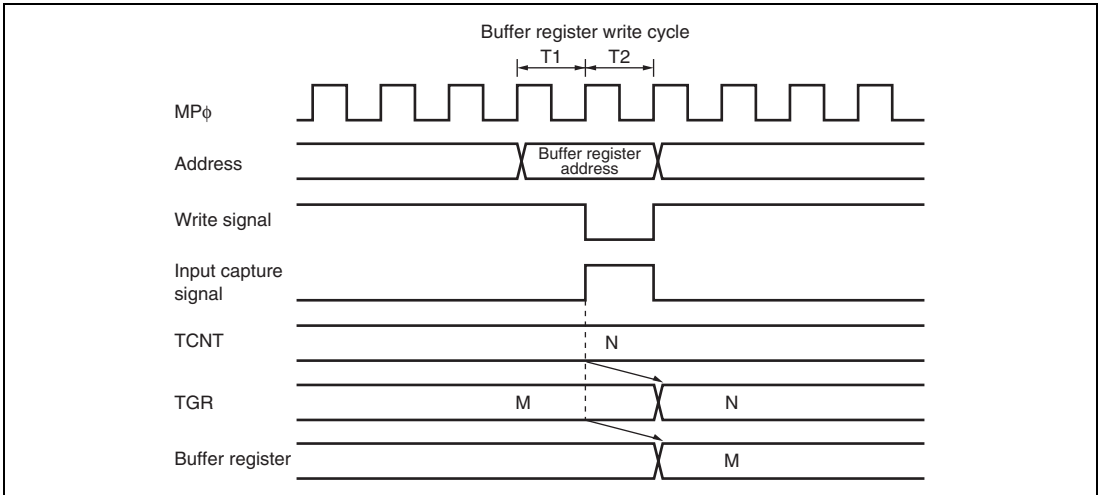 Buffer register write cycle
T1 T2
MPϕ
Address
Buffer register
address
Write signal
Input capture
signal
TCNT
N
TGR
M
N
Buffer register
M